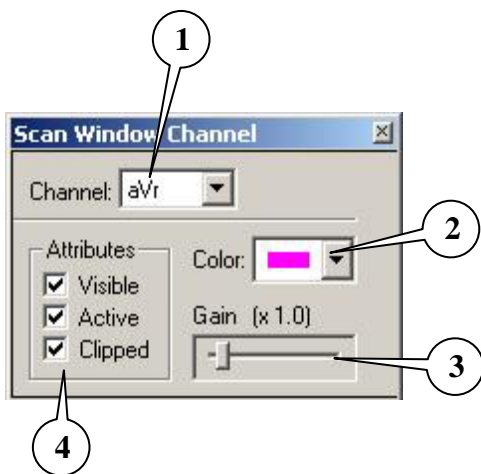 1
Scan Window Channel
Channel: aVr
2
Attributes
Color:
Visible
Active
Gain (x 1.0)
Clipped
3
4